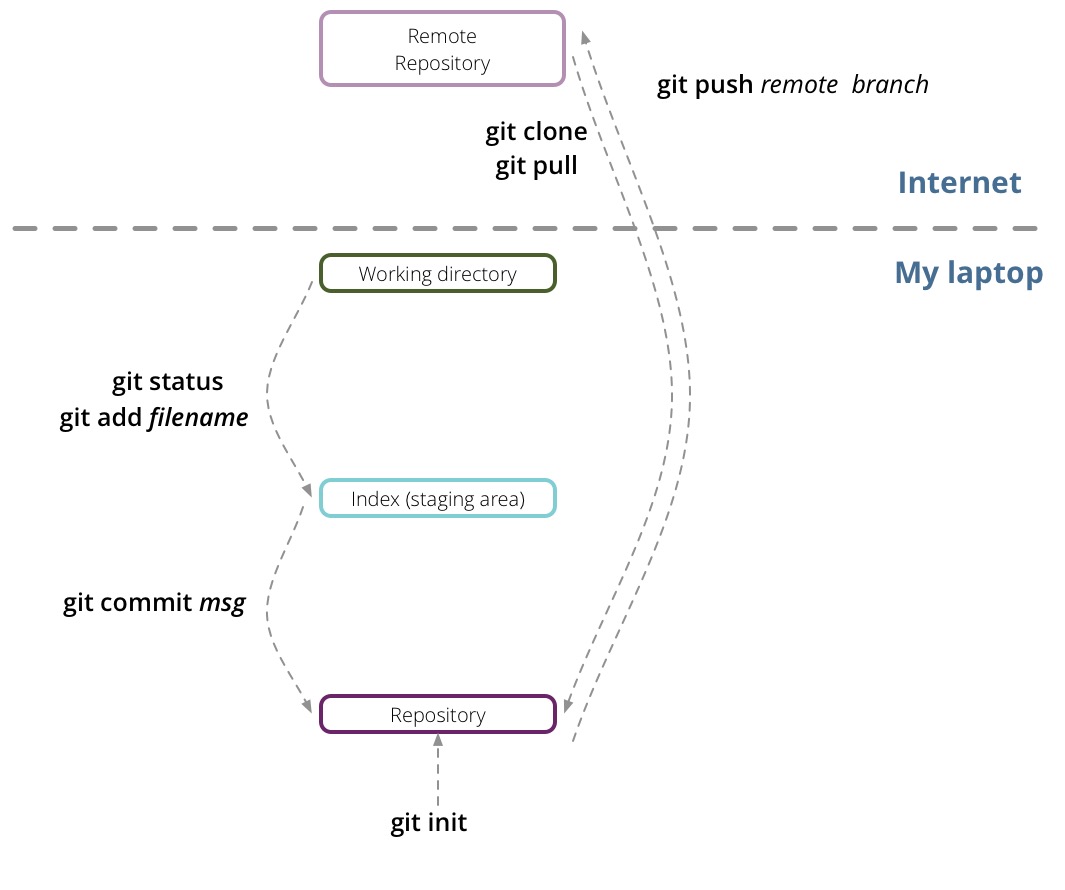 Remote
Repository
git push remote branch
git clone
git pull
Internet
Working directory
My laptop
git status
git add filename
Index (staging area)
git commit msg
Repository
git init